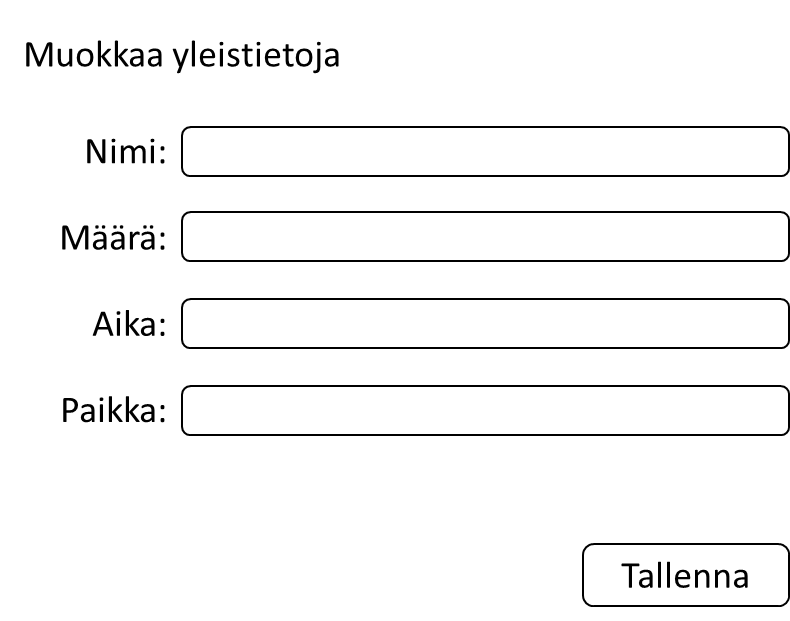 Muokkaa yleistietoja
Nimi:
Määrä:
Aika:
Paikka:
Tallenna